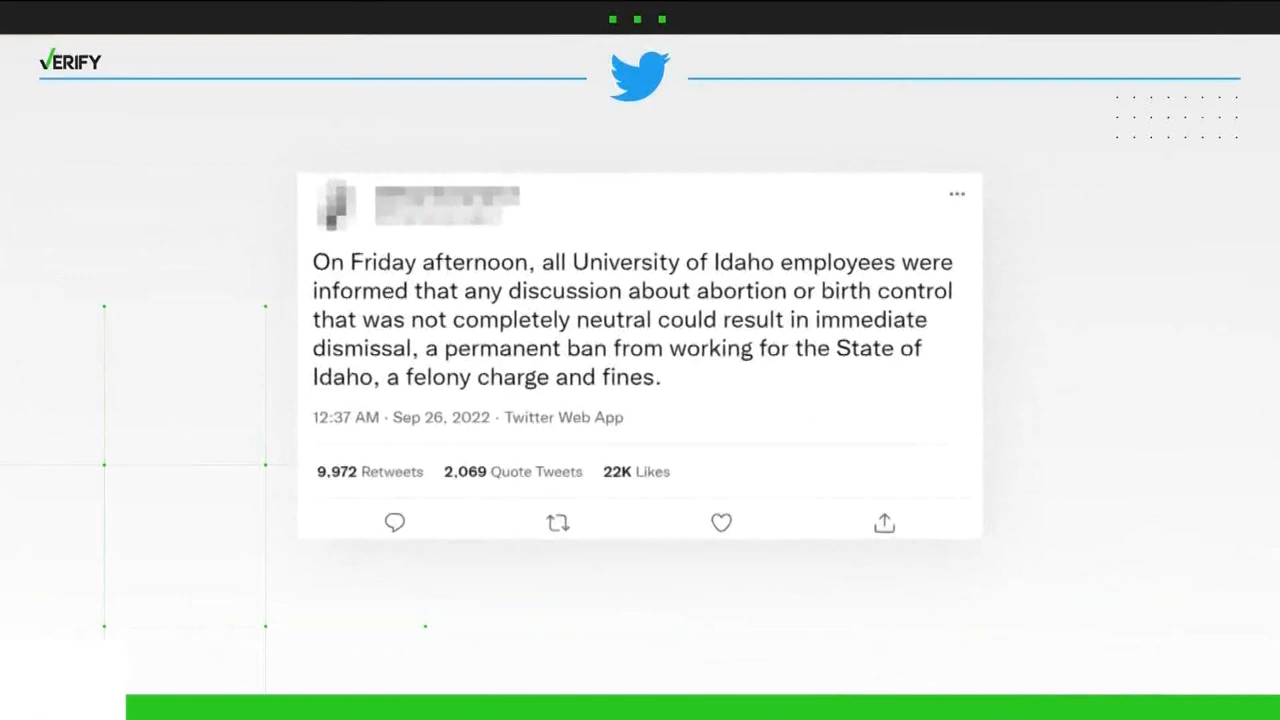 VERIFY
On Friday afternoon, all University of Idaho employees were
informed that any discussion about abortion or birth control
that was not completely neutral could result in immediate
dismissal, a permanent ban from working for the State of
Idaho, a felony charge and fines.
12:37 AM · Sep 26, 2022 · Twitter Web App
9,972 Retweets 2,069 Quote Tweets 22K Likes